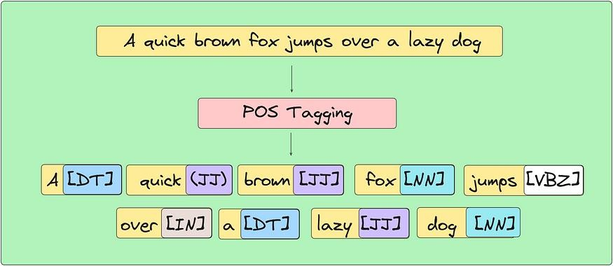 A quick brown fox jumps over a lazy dog
POS Tagging
A [DT] quick (JJ) brown [JJ] fox [NN] jumps [VBZ]
over [IN] a [DT] lazy [JJ] dog [NN]